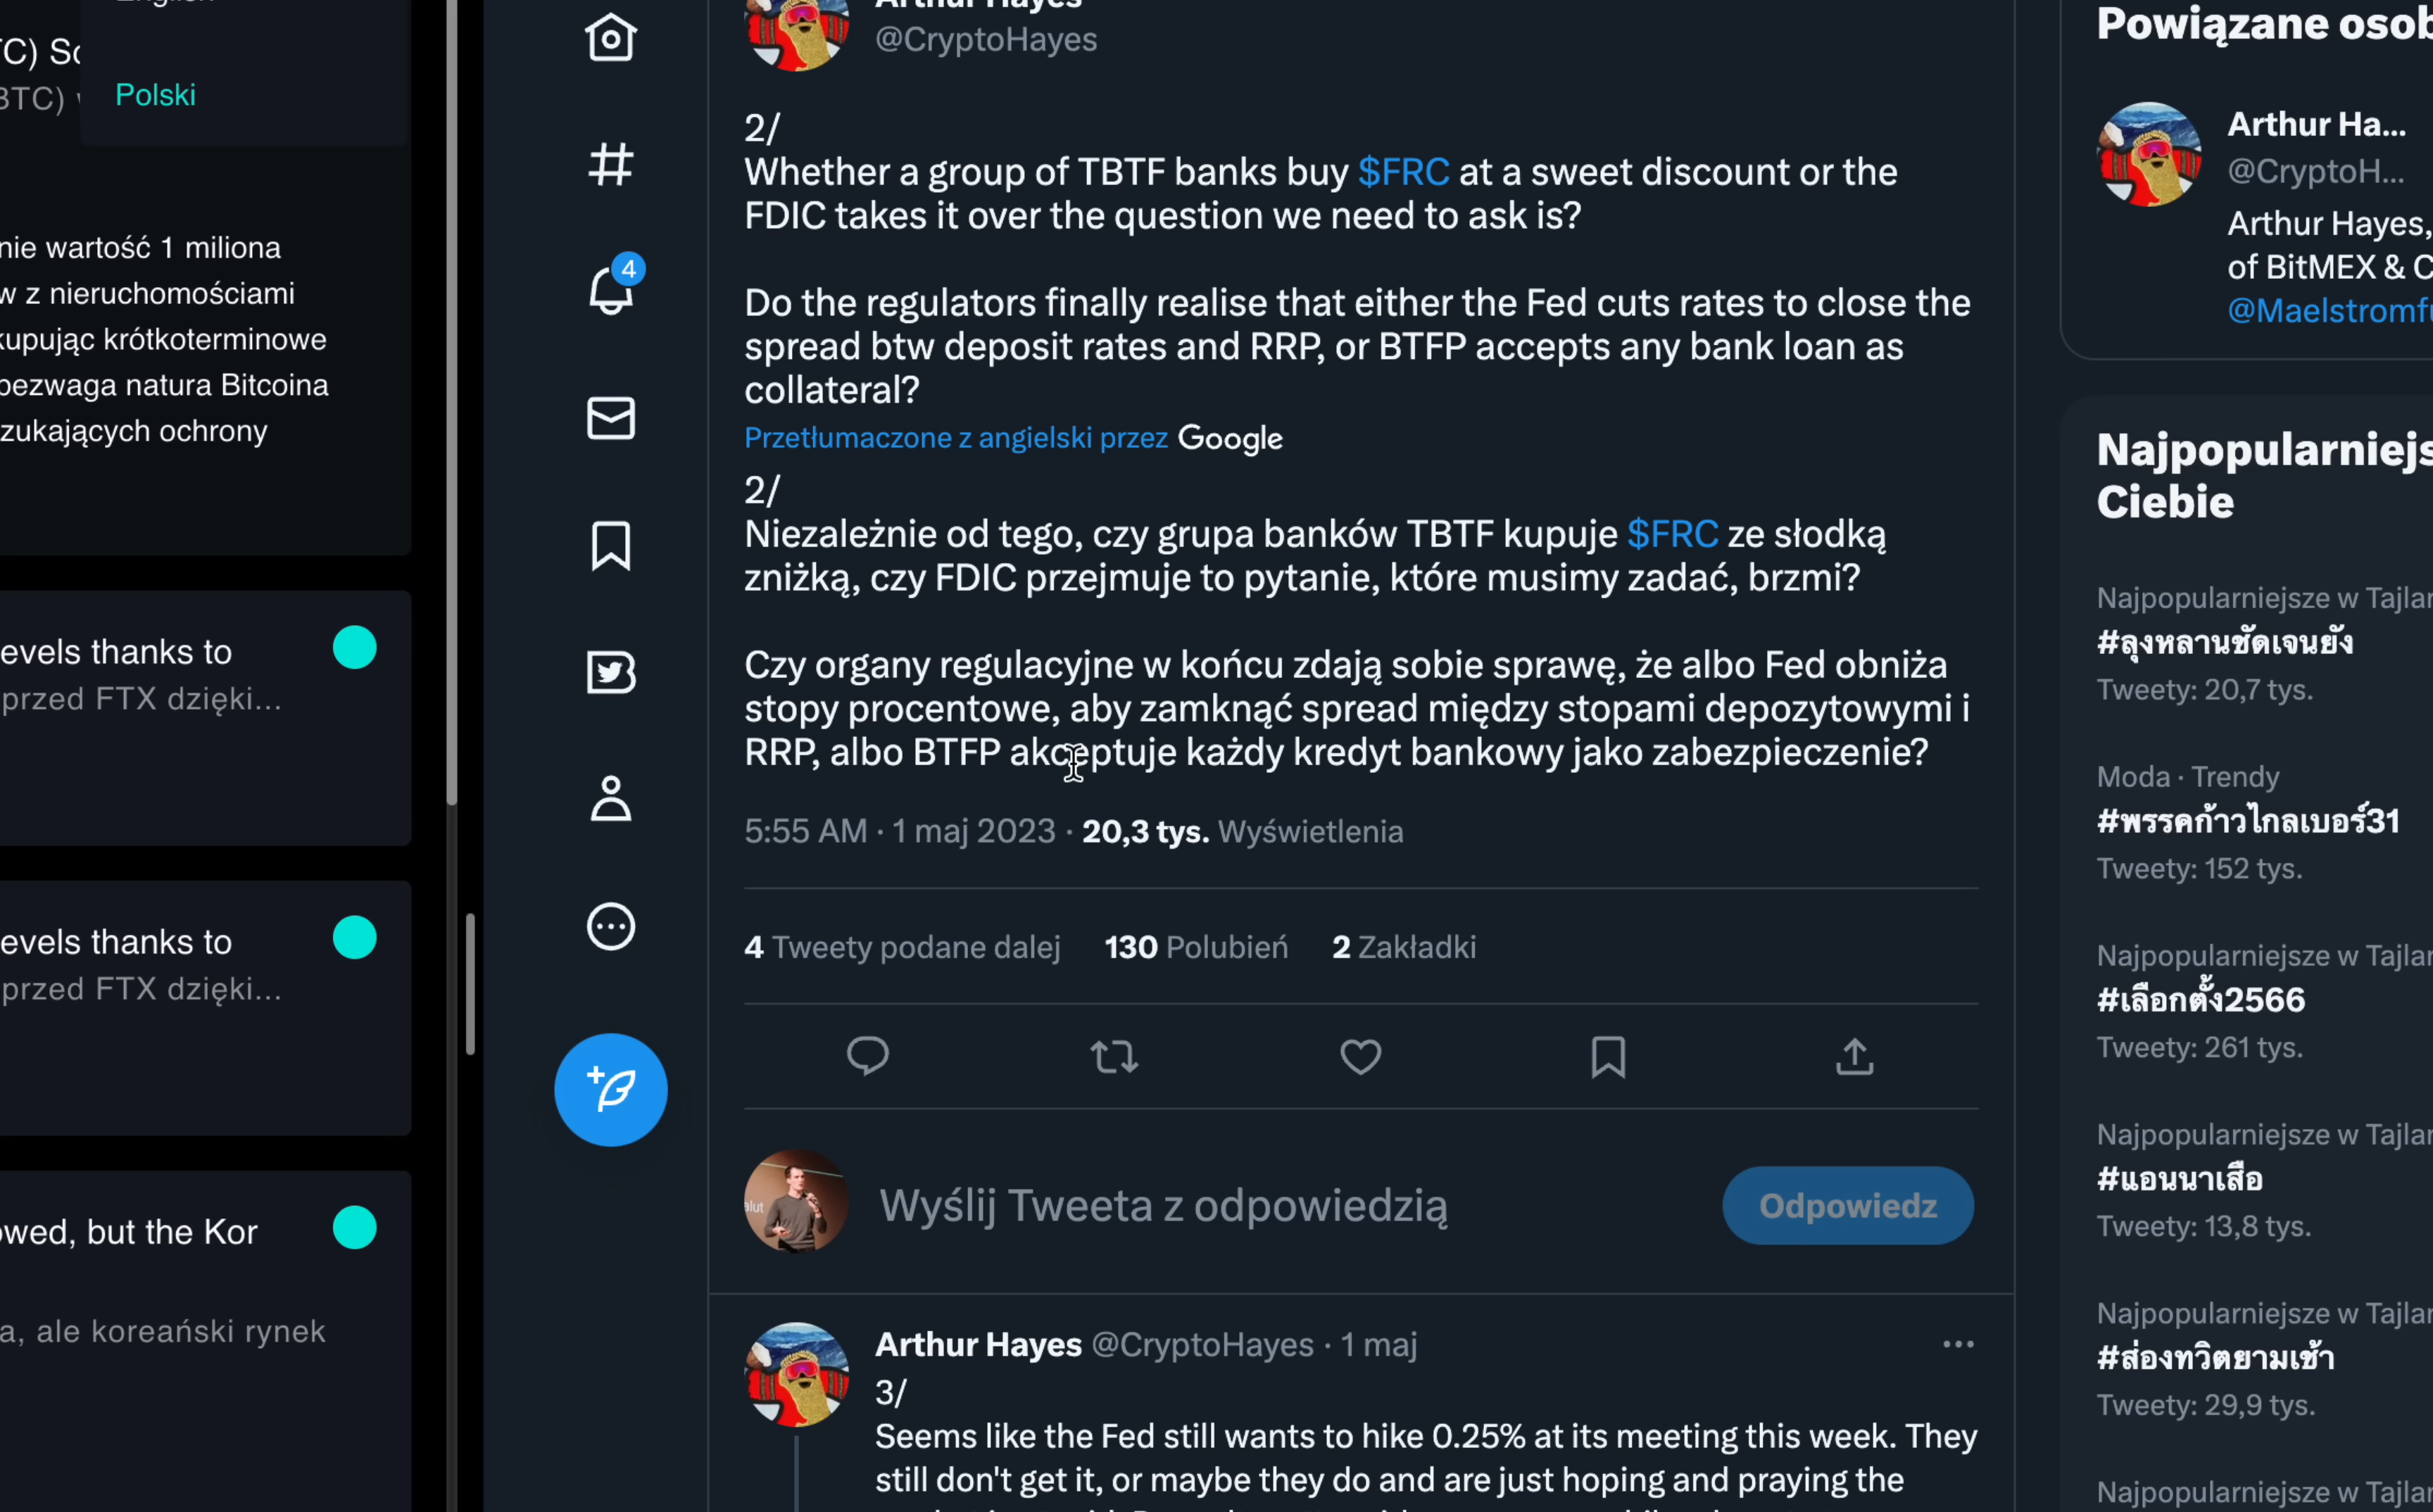 Polski
nie wartość 1 miliona
w z nieruchomościami
kupując krótkoterminowe
natura Bitcoina
ochrony
evels thanks to
przed FTX dzięki...
evels thanks to
przed FTX dzięki...
owed, but the Kor
a, ale koreański rynek
4
Arthur Hayes
@CryptoHayes
2/
Whether a group of TBTF banks buy $FRC at a sweet discount or the
FDIC takes it over the question we need to ask is?
Do the regulators finally realise that either the Fed cuts rates to close the
spread btw deposit rates and RRP, or BTFP accepts any bank loan as
collateral?
Przetłumaczone z angielski przez Google
2/
Niezależnie od tego, czy grupa banków TBTF kupuje $FRC ze słodką
zniżką, czy FDIC przejmuje to pytanie, które musimy zadać, brzmi?
Czy organy regulacyjne w końcu zdają sobie sprawę, że albo Fed obniża
stopy procentowe, aby zamknąć spread między stopami depozytowymi i
RRP, albo BTFP akceptuje każdy kredyt bankowy jako zabezpieczenie?
5:55 AM · 1 maj 2023 · 20,3 tys. Wyświetlenia
4 Tweety podane dalej 130 Polubień 2 Zakładki
Wyślij Tweeta z odpowiedzią
Odpowiedz
Arthur Hayes @CryptoHayes · 1 maj
3/
Seems like the Fed still wants to hike 0.25% at its meeting this week. They
still don't get it, or maybe they do and are just hoping and praying the
Powiązane osob
Arthur Ha...
@CryptoH...
Arthur Hayes,
of BitMEX & C
@Maelstromfu
Najpopularniejs
Ciebie
Najpopularniejsze w Tajlan
#ลุงหลานชัดเจนยัง
Tweety: 20,7 tys.
Moda · Trendy
#พรรคก้าวไกลเบอร์31
Tweety: 152 tys.
Najpopularniejsze w Tajlan
#เลือกตั้ง2566
Tweety: 261 tys.
Najpopularniejsze w Tajlan
#แอนนาเสือ
Tweety: 13,8 tys.
Najpopularniejsze w Tajlan
#ส่องทวิตยามเช้า
Tweety: 29,9 tys.
Najpopularniejsze w Tajlan